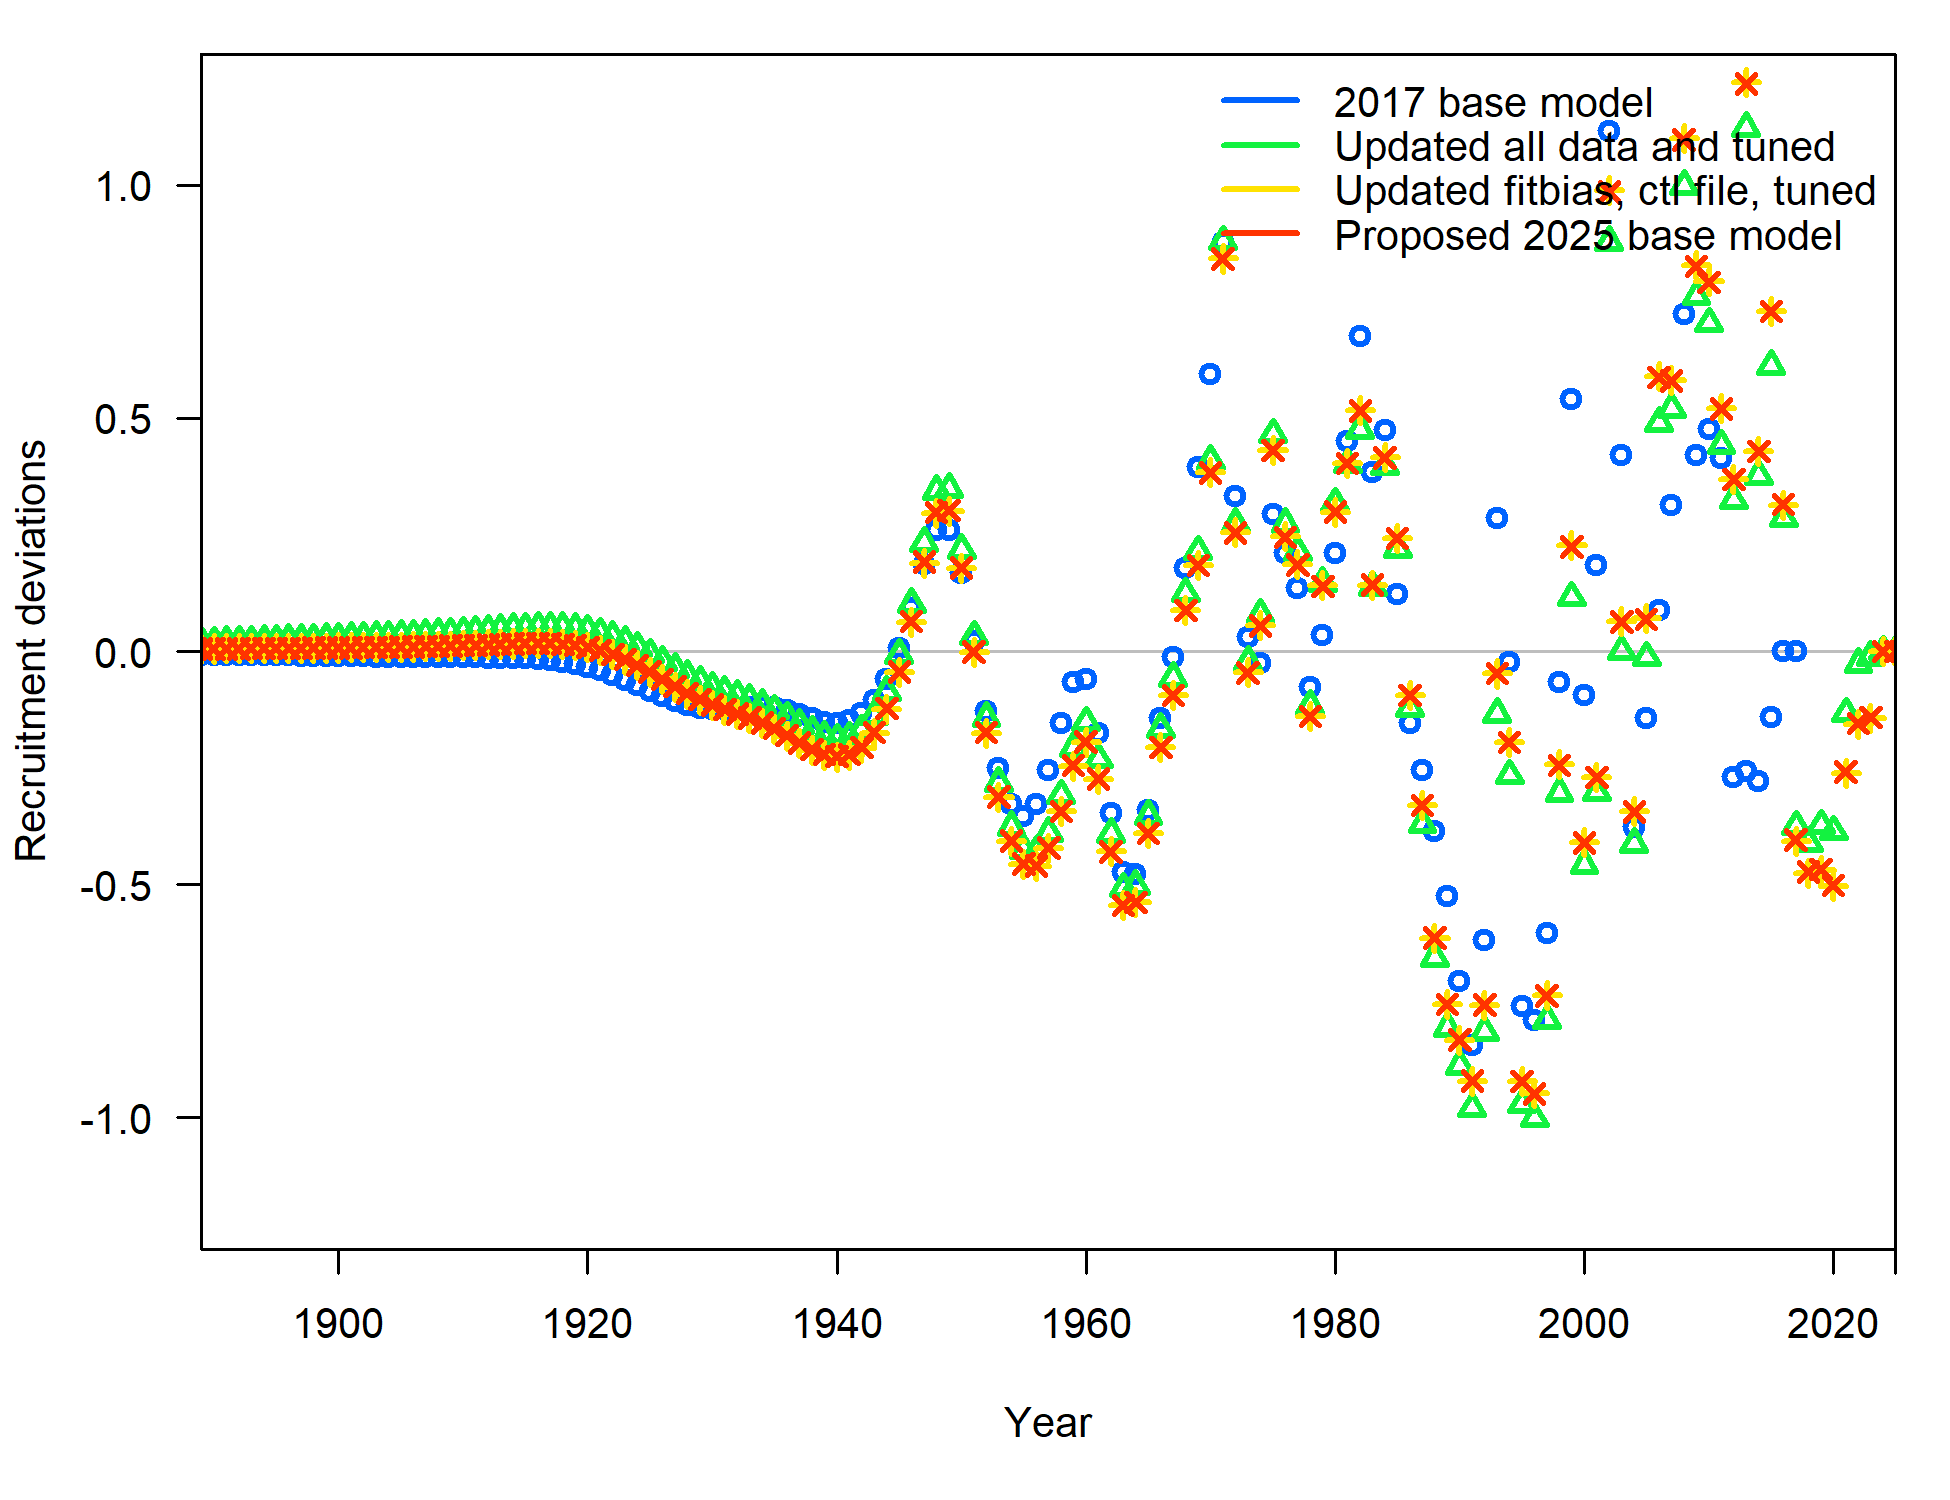 2017 base model
Updated all data and tuned
Updated fitbias, ctl file, tuned
Proposed 2025 base model
1.0
0.5
0.0
-0.5
-1.0
Recruitment deviations
1900 1920 1940 1960 1980 2000 2020
Year